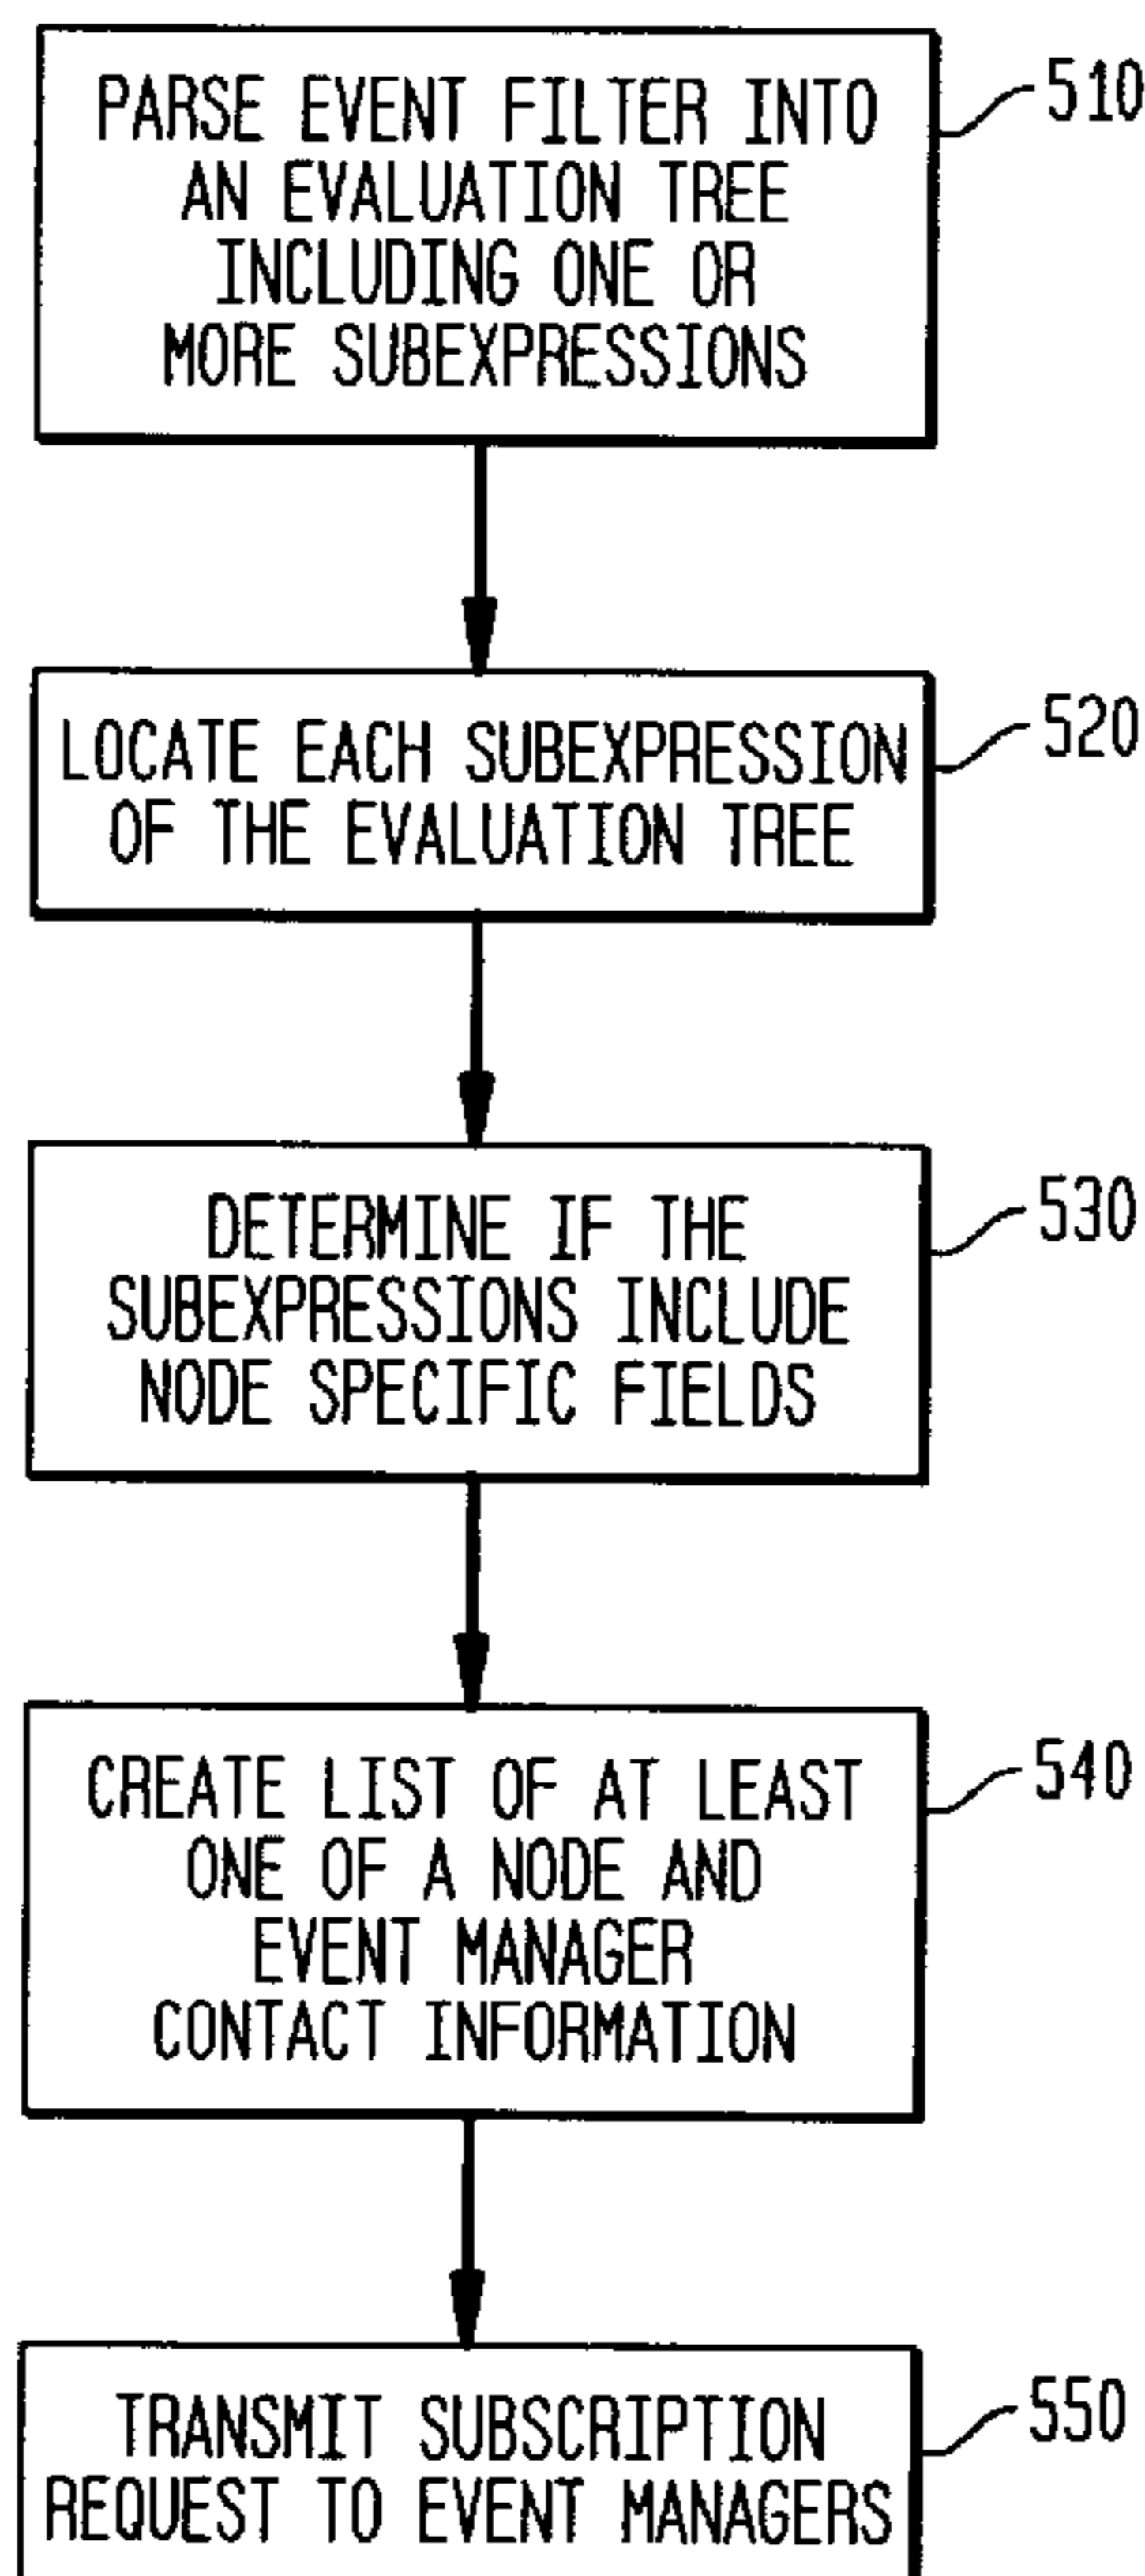 PARSE EVENT FILTER INTO
AN EVALUATION TREE
INCLUDING ONE OR
MORE SUBEXPRESSIONS
510
LOCATE EACH SUBEXPRESSION
OF THE EVALUATION TREE
520
DETERMINE IF THE
SUBEXPRESSIONS INCLUDE
NODE SPECIFIC FIELDS
530
CREATE LIST OF AT LEAST
ONE OF A NODE AND
EVENT MANAGER
CONTACT INFORMATION
540
TRANSMIT SUBSCRIPTION
REQUEST TO EVENT MANAGERS
550